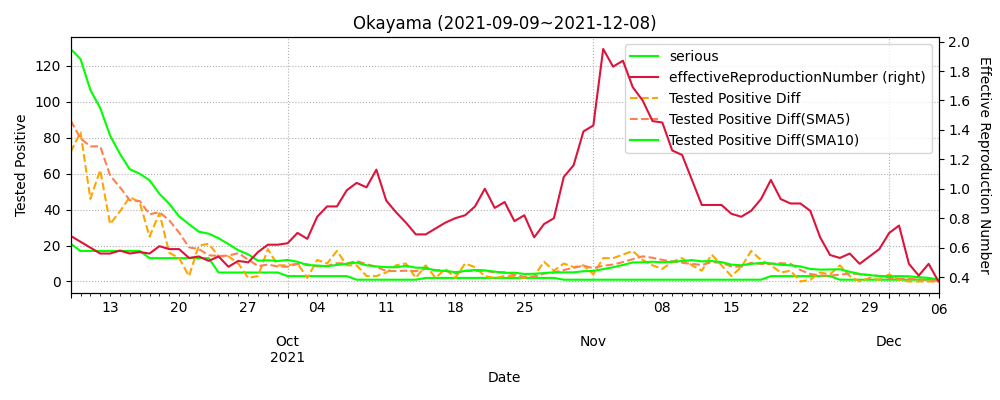 Okayama (2021-09-09~2021-12-08)
serious
effectiveReproductionNumber (right)
Tested Positive Diff
Tested Positive Diff(SMA5)
Tested Positive Diff(SMA10)
Tested Positive
120
100
80
60
40
20
0
2.0
1.8
1.6
1.4
1.2
1.0
0.8
0.6
0.4
Effective Reproduction Number
13 20 27 04 11 18 25 08 15 22 29 06
Oct Nov Dec
2021
Date